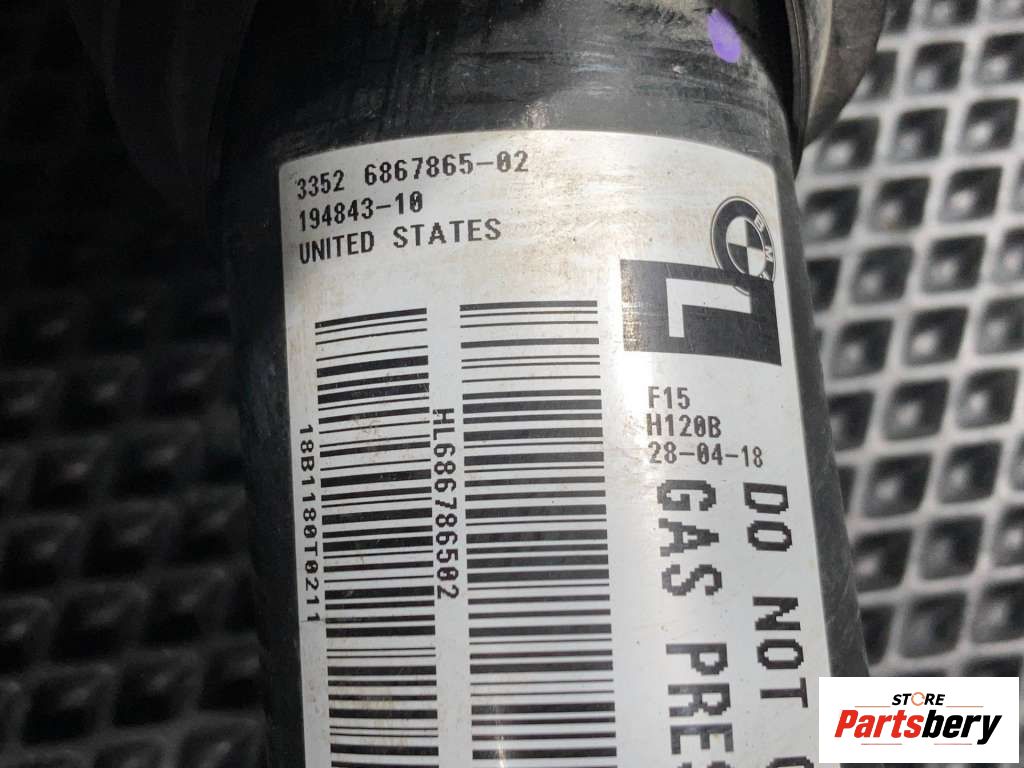 3352 6867865-02
194843-10
UNITED STATES
BMW
L
F15
H120B
28-04-18
DO NOT
GAS
18B1180T0211
HL686786502
STORE
Partsbery